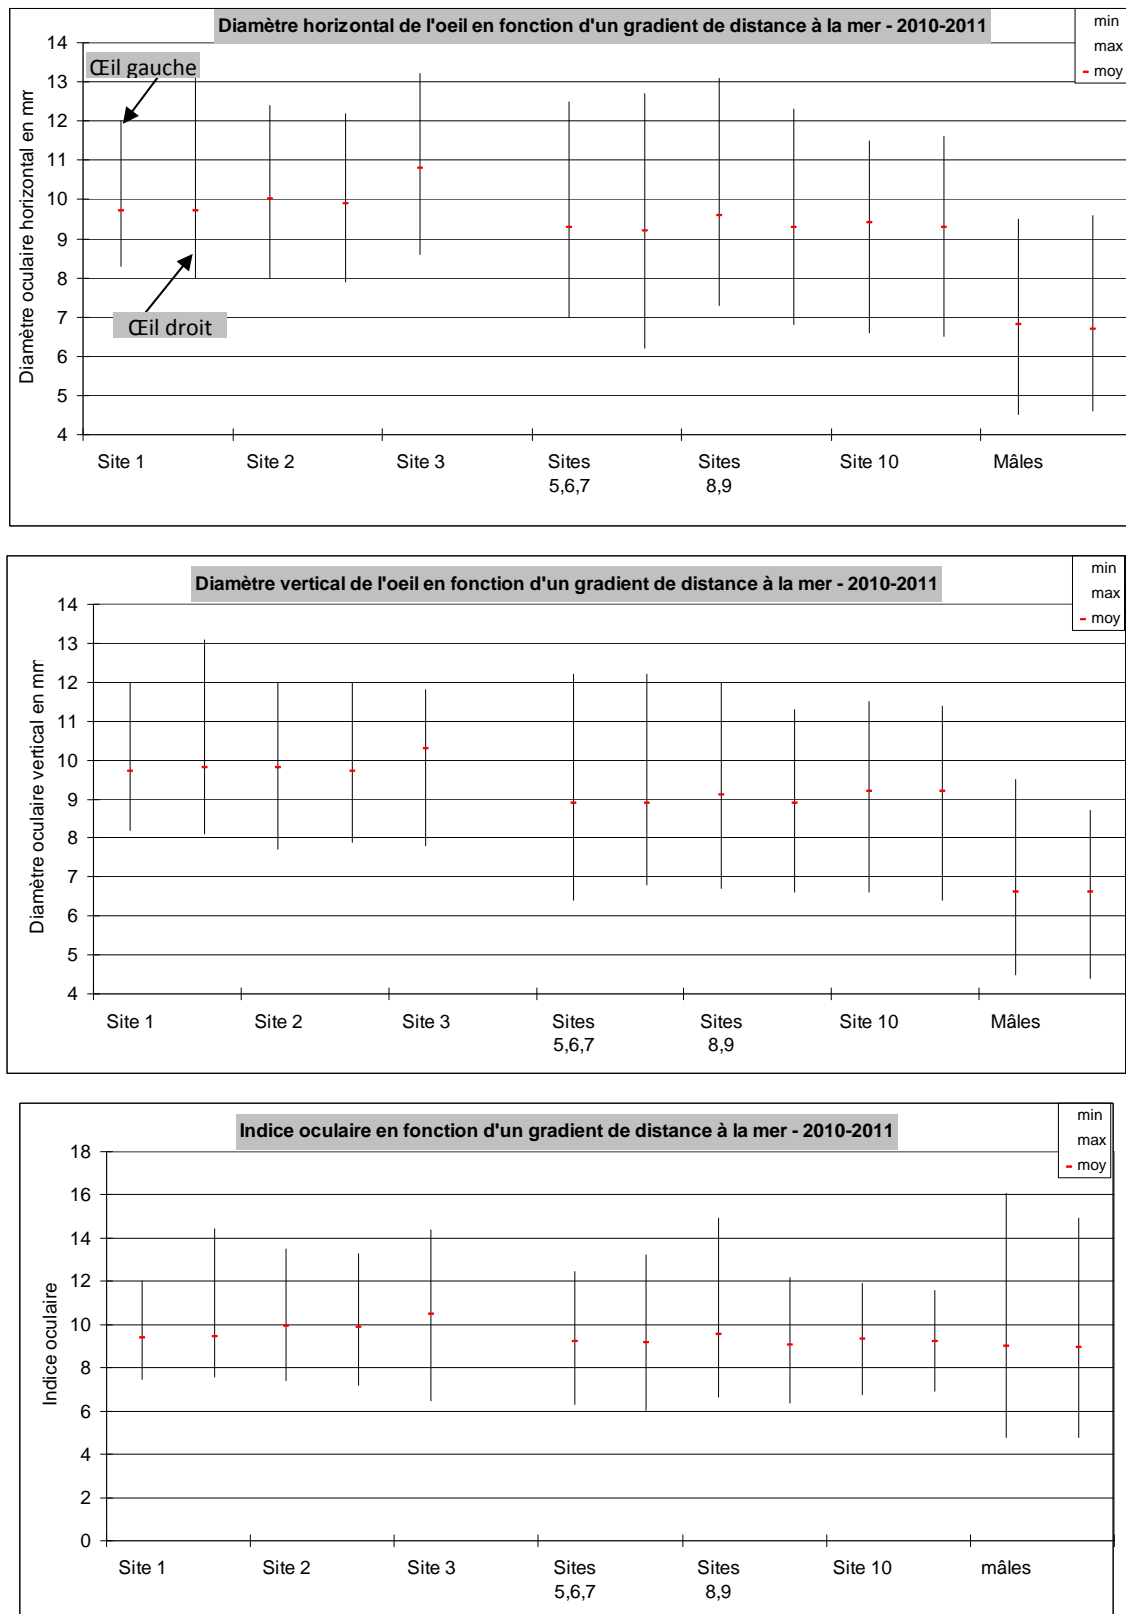 Diamètre horizontal de l'oeil en fonction d'un gradient de distance à la mer - 2010-2011
min
max
moy
Œil gauche
Œil droit
Diamètre oculaire horizontal en mm
14
13
12
11
10
9
8
7
6
5
4
Site 1
Site 2
Site 3
Sites
5,6,7
Sites
8,9
Site 10
Mâles
Diamètre vertical de l'oeil en fonction d'un gradient de distance à la mer - 2010-2011
min
max
moy
Diamètre oculaire vertical en mm
14
13
12
11
10
9
8
7
6
5
4
Site 1
Site 2
Site 3
Sites
5,6,7
Sites
8,9
Site 10
Mâles
Indice oculaire en fonction d'un gradient de distance à la mer - 2010-2011
min
max
moy
Indice oculaire
18
16
14
12
10
8
6
4
2
0
Site 1
Site 2
Site 3
Sites
5,6,7
Sites
8,9
Site 10
mâles